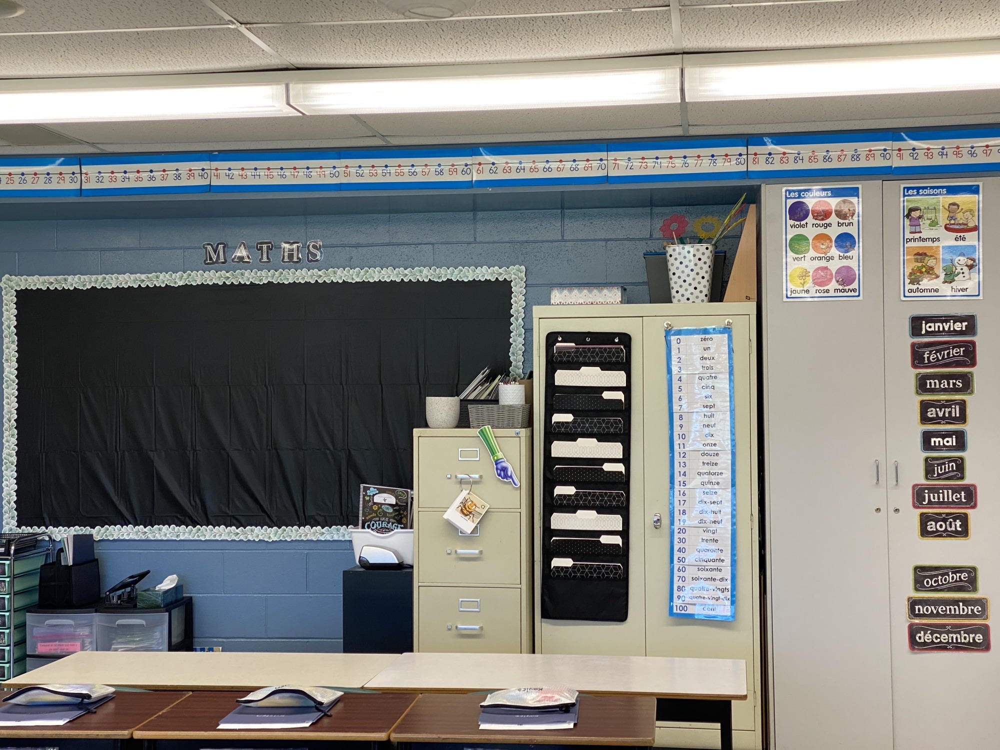 25 26 27 28 29 30 31 32 33 34 35 36 37 38 39 40 41 42 43 44 45 46 47 48 49 50 51 52 53 54 55 56 57 58 59 60 61 62 63 64 65 66 67 68 69 70 71 72 73 74 75 76 77 78 79 80 81 82 83 84 85 86 87 88 89 90 91 92 93 94 95 96 97
MATHS
Les couleurs
violet rouge brun
vert orange bleu
jaune rose mauve
Les saisons
printemps été
automne hiver
0 zéro
1 un
2 deux
3 trois
4 quatre
5 cinq
6 six
7 sept
8 huit
9 neuf
10 dix
11 onze
12 douze
13 treize
14 quatorze
15 quinze
16 seize
17 dix-sept
18 dix-huit
19 dix-neuf
20 vingt
30 trente
40 quarante
50 cinquante
60 soixante
70 soixante-dix
80 quatre-vingts
90 quatre-vingt-dix
100 cent
janvier
février
mars
avril
mai
juin
juillet
août
octobre
novembre
décembre
HAVE
COURAGE
Kaylee